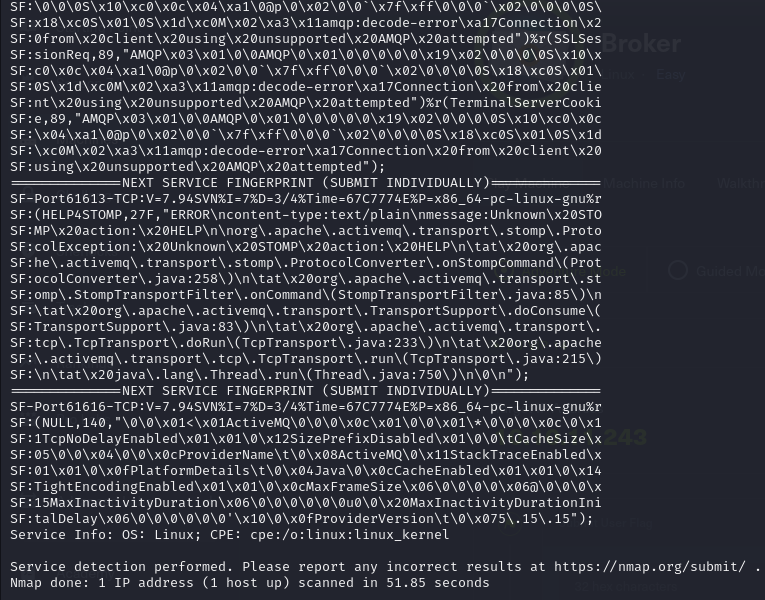 SF:\0\0\0S\x10\xc0\x0c\x04\xa1\0@p\0\x02\0\0`\x7f\xff\0\0\0`\x02\0\0\0\0S\
SF:x18\xc0S\x01\0S\x1d\xc0M\x02\xa3\x11amqp:decode-error\xa17Connection\x2
SF:0from\x20client\x20using\x20unsupported\x20AMQP\x20attempted")%r(SSLSes
Broker
SF:sionReq,89,"AMQP\x03\x01\0\0AMQP\0\x01\0\0\0\0\0\x19\x02\0\0\0\0S\x10\x
SF:c0\x0c\x04\xa1\0@p\0\x02\0\0`\x7f\xff\0\0\0`\x02\0\0\0\0S\x18\xc0S\x01\
Easy
SF:0S\x1d\xc0M\x02\xa3\x11amqp:decode-error\xa17Connection\x20from\x20clie
SF:nt\x20using\x20unsupported\x20AMQP\x20attempted")%r(TerminalServerCooki
SF:e,89,"AMQP\x03\x01\0\0AMQP\0\x01\0\0\0\0\0\x19\x02\0\0\0\0S\x10\xc0\x0c
SF:\x04\xa1\0@p\0\x02\0\0`\x7f\xff\0\0\0`\x02\0\0\0\0S\x18\xc0S\x01\0S\x1d
SF:\xc0M\x02\xa3\x11amqp:decode-error\xa17Connection\x20from\x20client\x20
SF:using\x20unsupported\x20AMQP\x20attempted");
==============NEXT SERVICE FINGERPRINT (SUBMIT INDIVIDUALLY)==============
Machine Info
SF-Port61613-TCP:V=7.94SVN%I=7%D=3/4%Time=67C7774E%P=x86_64-pc-linux-gnu%r
SF:(HELP4STOMP,27F,"ERROR\ncontent-type:text/plain\nmessage:Unknown\x20STO
SF:MP\x20action:\x20HELP\n\norg\.apache\.activemq\.transport\.stomp\.Proto
SF:colException:\x20Unknown\x20STOMP\x20action:\x20HELP\n\tat\x20org\.apac
SF:he\.activemq\.transport\.stomp\.ProtocolConverter\.onStompCommand\(Prot
Guided
SF:ocolConverter\.java:258\)\n\tat\x20org\.apache\.activemq\.transport\.st
SF:omp\.StompTransportFilter\.onCommand\(StompTransportFilter\.java:85\)\n
SF:\tat\x20org\.apache\.activemq\.transport\.TransportSupport\.doConsume\(
SF:TransportSupport\.java:83\)\n\tat\x20org\.apache\.activemq\.transport\.
SF:tcp\.TcpTransport\.doRun\(TcpTransport\.java:233\)\n\tat\x20org\.apache
SF:\.activemq\.transport\.tcp\.TcpTransport\.run\(TcpTransport\.java:215\)
SF:\n\tat\x20java\.lang\.Thread\.run\(Thread\.java:750\)\n\0\n");
==============NEXT SERVICE FINGERPRINT (SUBMIT INDIVIDUALLY)==============
SF-Port61616-TCP:V=7.94SVN%I=7%D=3/4%Time=67C7774E%P=x86_64-pc-linux-gnu%r
SF:(NULL,140,"\0\0\x01<\x01ActiveMQ\0\0\0\x0c\x01\0\0\x01\*\0\0\0\x0c\0\x1
SF:1TcpNoDelayEnabled\x01\x01\0\x12SizePrefixDisabled\x01\0\0\tCacheSize\x
243
SF:05\0\0\x04\0\0\x0cProviderName\t\0\x08ActiveMQ\0\x11StackTraceEnabled\x
SF:01\x01\0\x0fPlatformDetails\t\0\x04Java\0\x0cCacheEnabled\x01\x01\0\x14
SF:TightEncodingEnabled\x01\x01\0\x0cMaxFrameSize\x06\0\0\0\0\x06@\0\0\0\x
SF:15MaxInactivityDuration\x06\0\0\0\0\0\0u0\0\x20MaxInactivityDurationIni
SF:talDelay\x06\0\0\0\0\0\0'\x10\0\x0fProviderVersion\t\0\x075\.15\.15");
Service Info: OS: Linux; CPE: cpe:/o:linux:linux_kernel
Service detection performed. Please report any incorrect results at https://nmap.org/submit/ .
Nmap done: 1 IP address (1 host up) scanned in 51.85 seconds